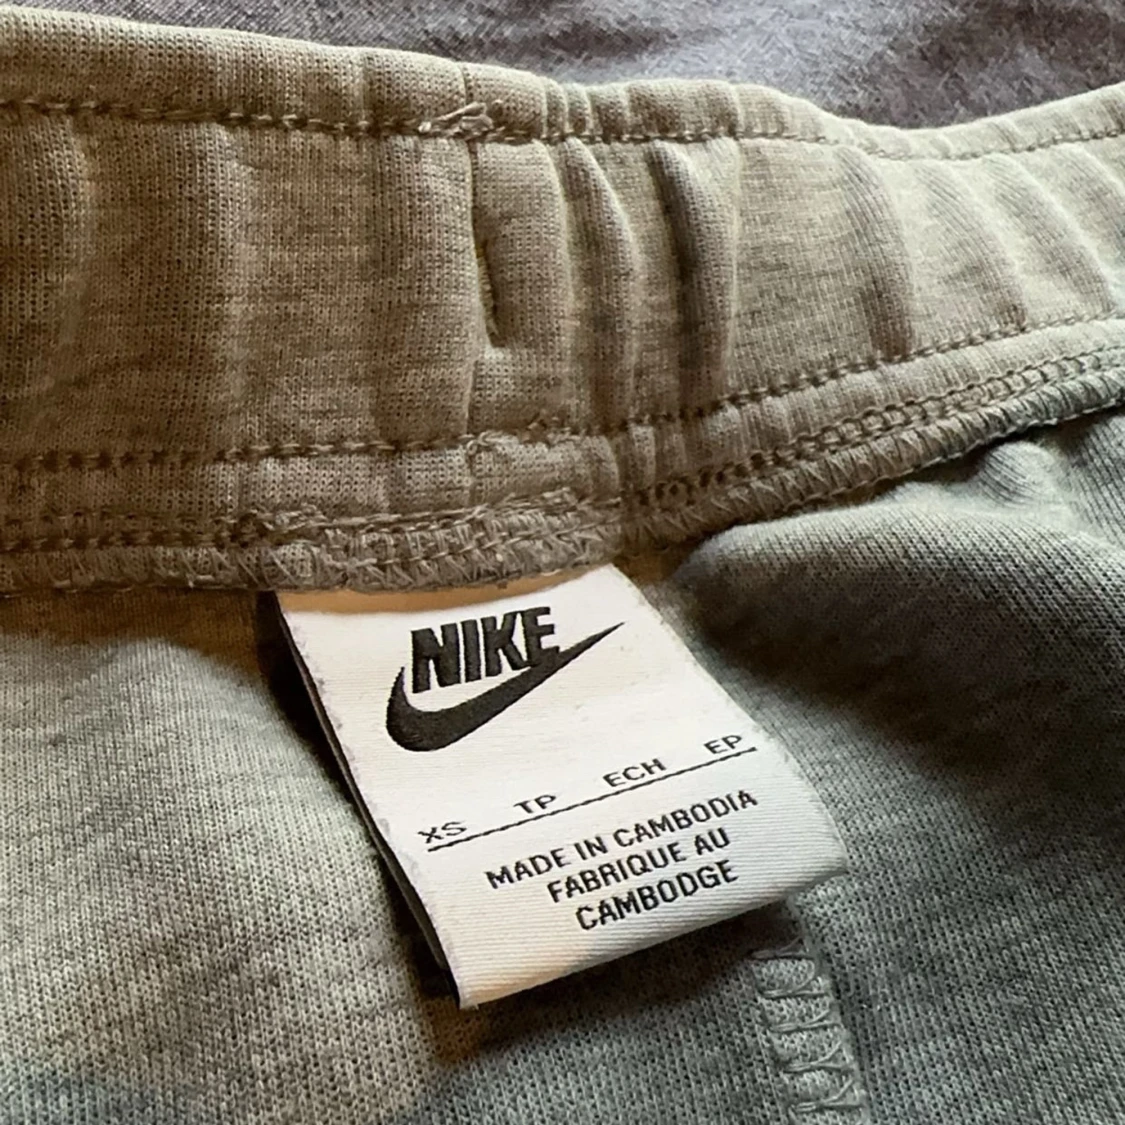 NIKE
XS TP ECH EP
MADE IN CAMBODIA
FABRIQUE AU
CAMBODGE